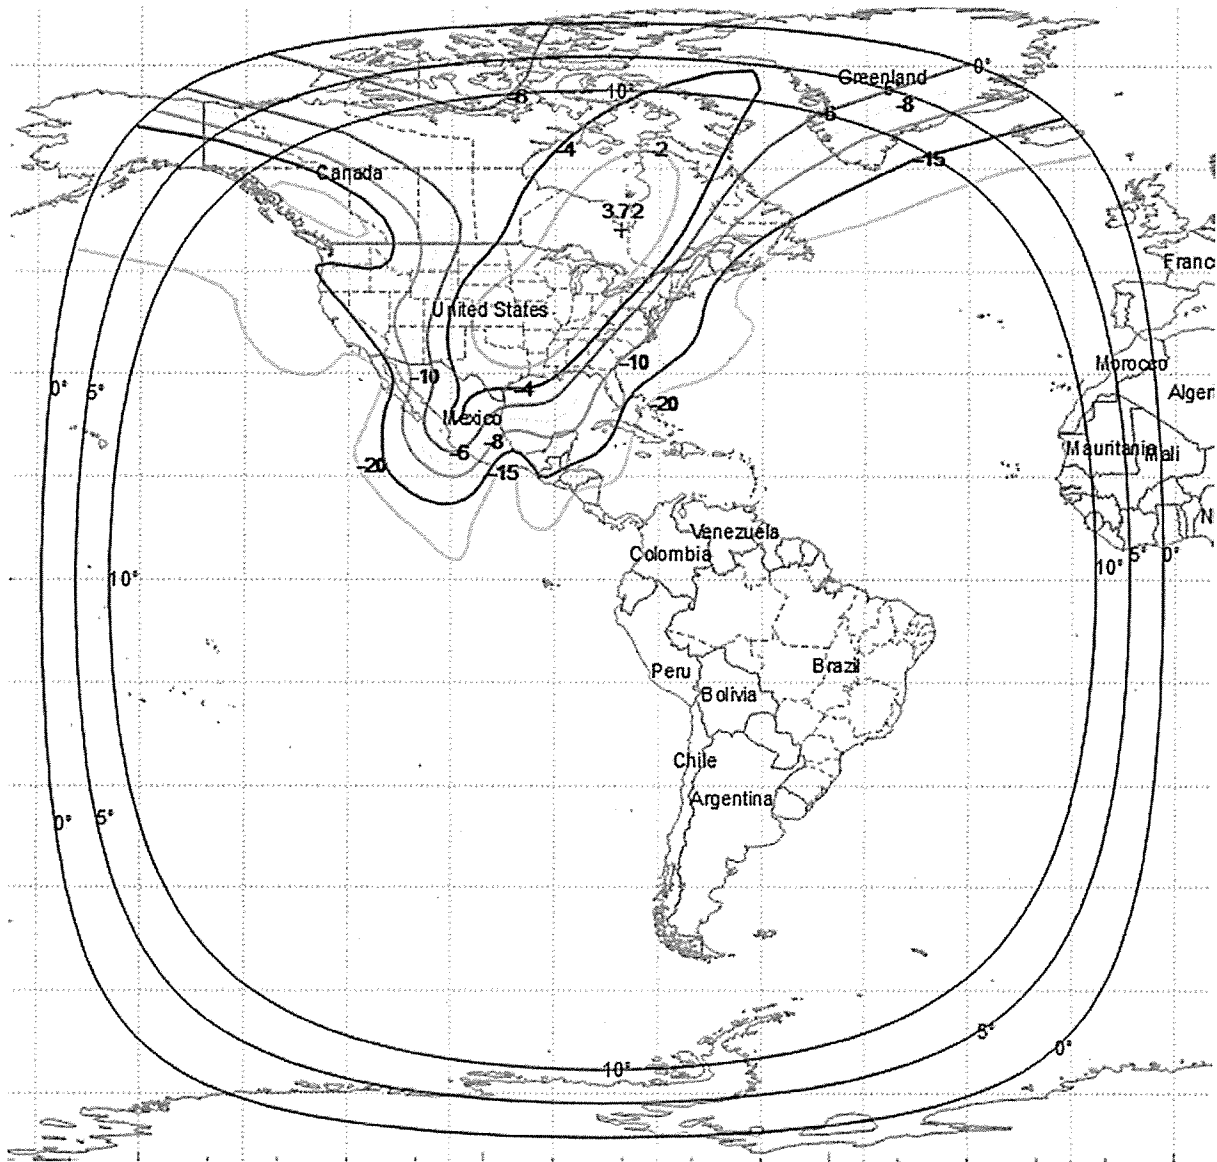 0°
Greenland
-6
-8
10°
-8
-6
-4
-2
-15
Canada
3.72
Franc
United States
-10
-10
Morocco
0°
5°
-4
Alger
-20
Mexico
-8
-6
Mauritania
Mali
-20
-15
N
Venezuela
Colombia
5°
0°
10°
10°
Peru
Brazil
Bolivia
Chile
Argentina
0°
5°
5°
0°
10°